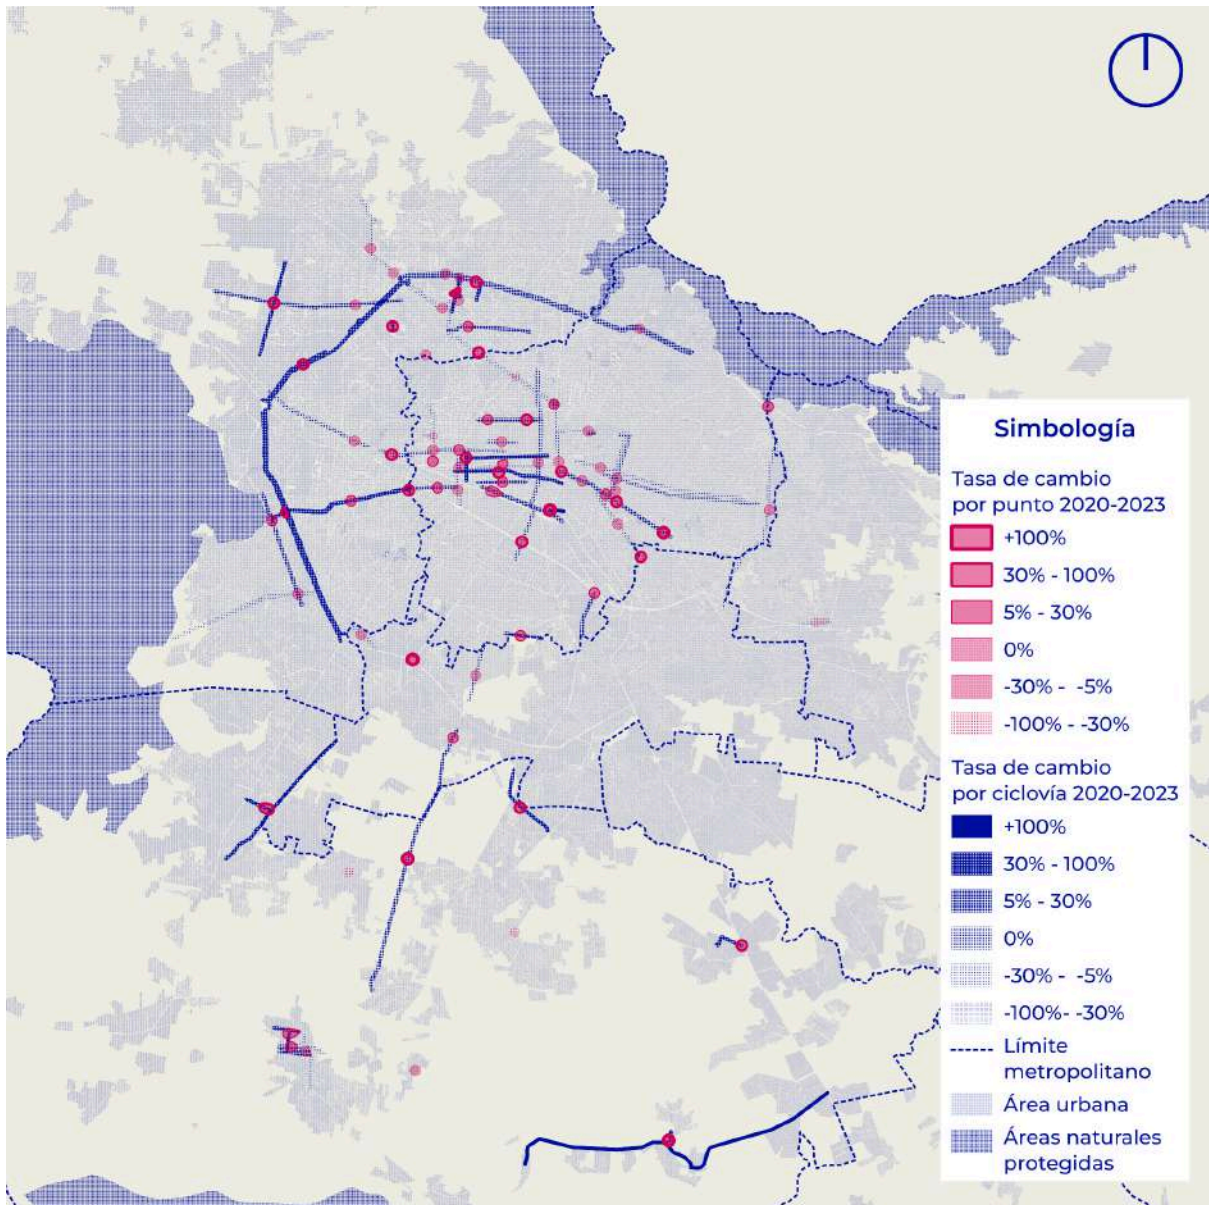 Simbología
Tasa de cambio
por punto 2020-2023
+100%
30% - 100%
5% - 30%
0%
-30% - -5%
-100% - -30%
Tasa de cambio
por ciclovía 2020-2023
+100%
30% - 100%
5% - 30%
0%
-30% - -5%
-100%- -30%
Límite
metropolitano
Área urbana
Áreas naturales
protegidas